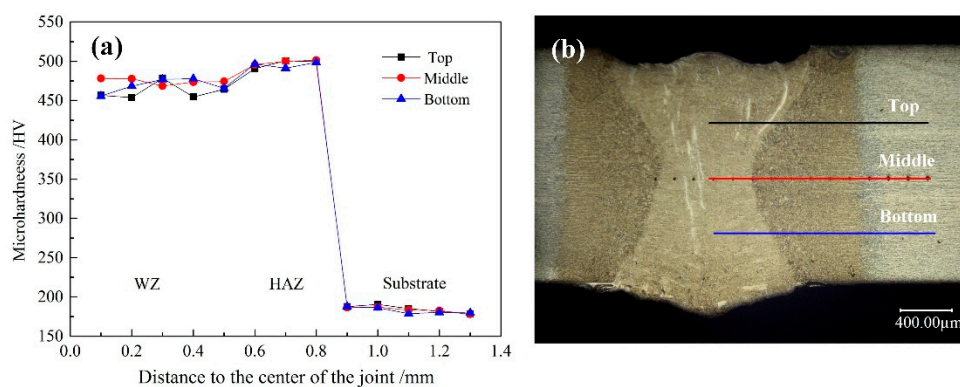 (a)
Top
Middle
Bottom
550
500
450
400
350
300
250
200
150
WZ
HAZ
Substrate
0.0 0.2 0.4 0.6 0.8 1.0 1.2 1.4
Microhardneess /HV
Distance to the center of the joint /mm
(b)
Top
Middle
Bottom
400.00μm